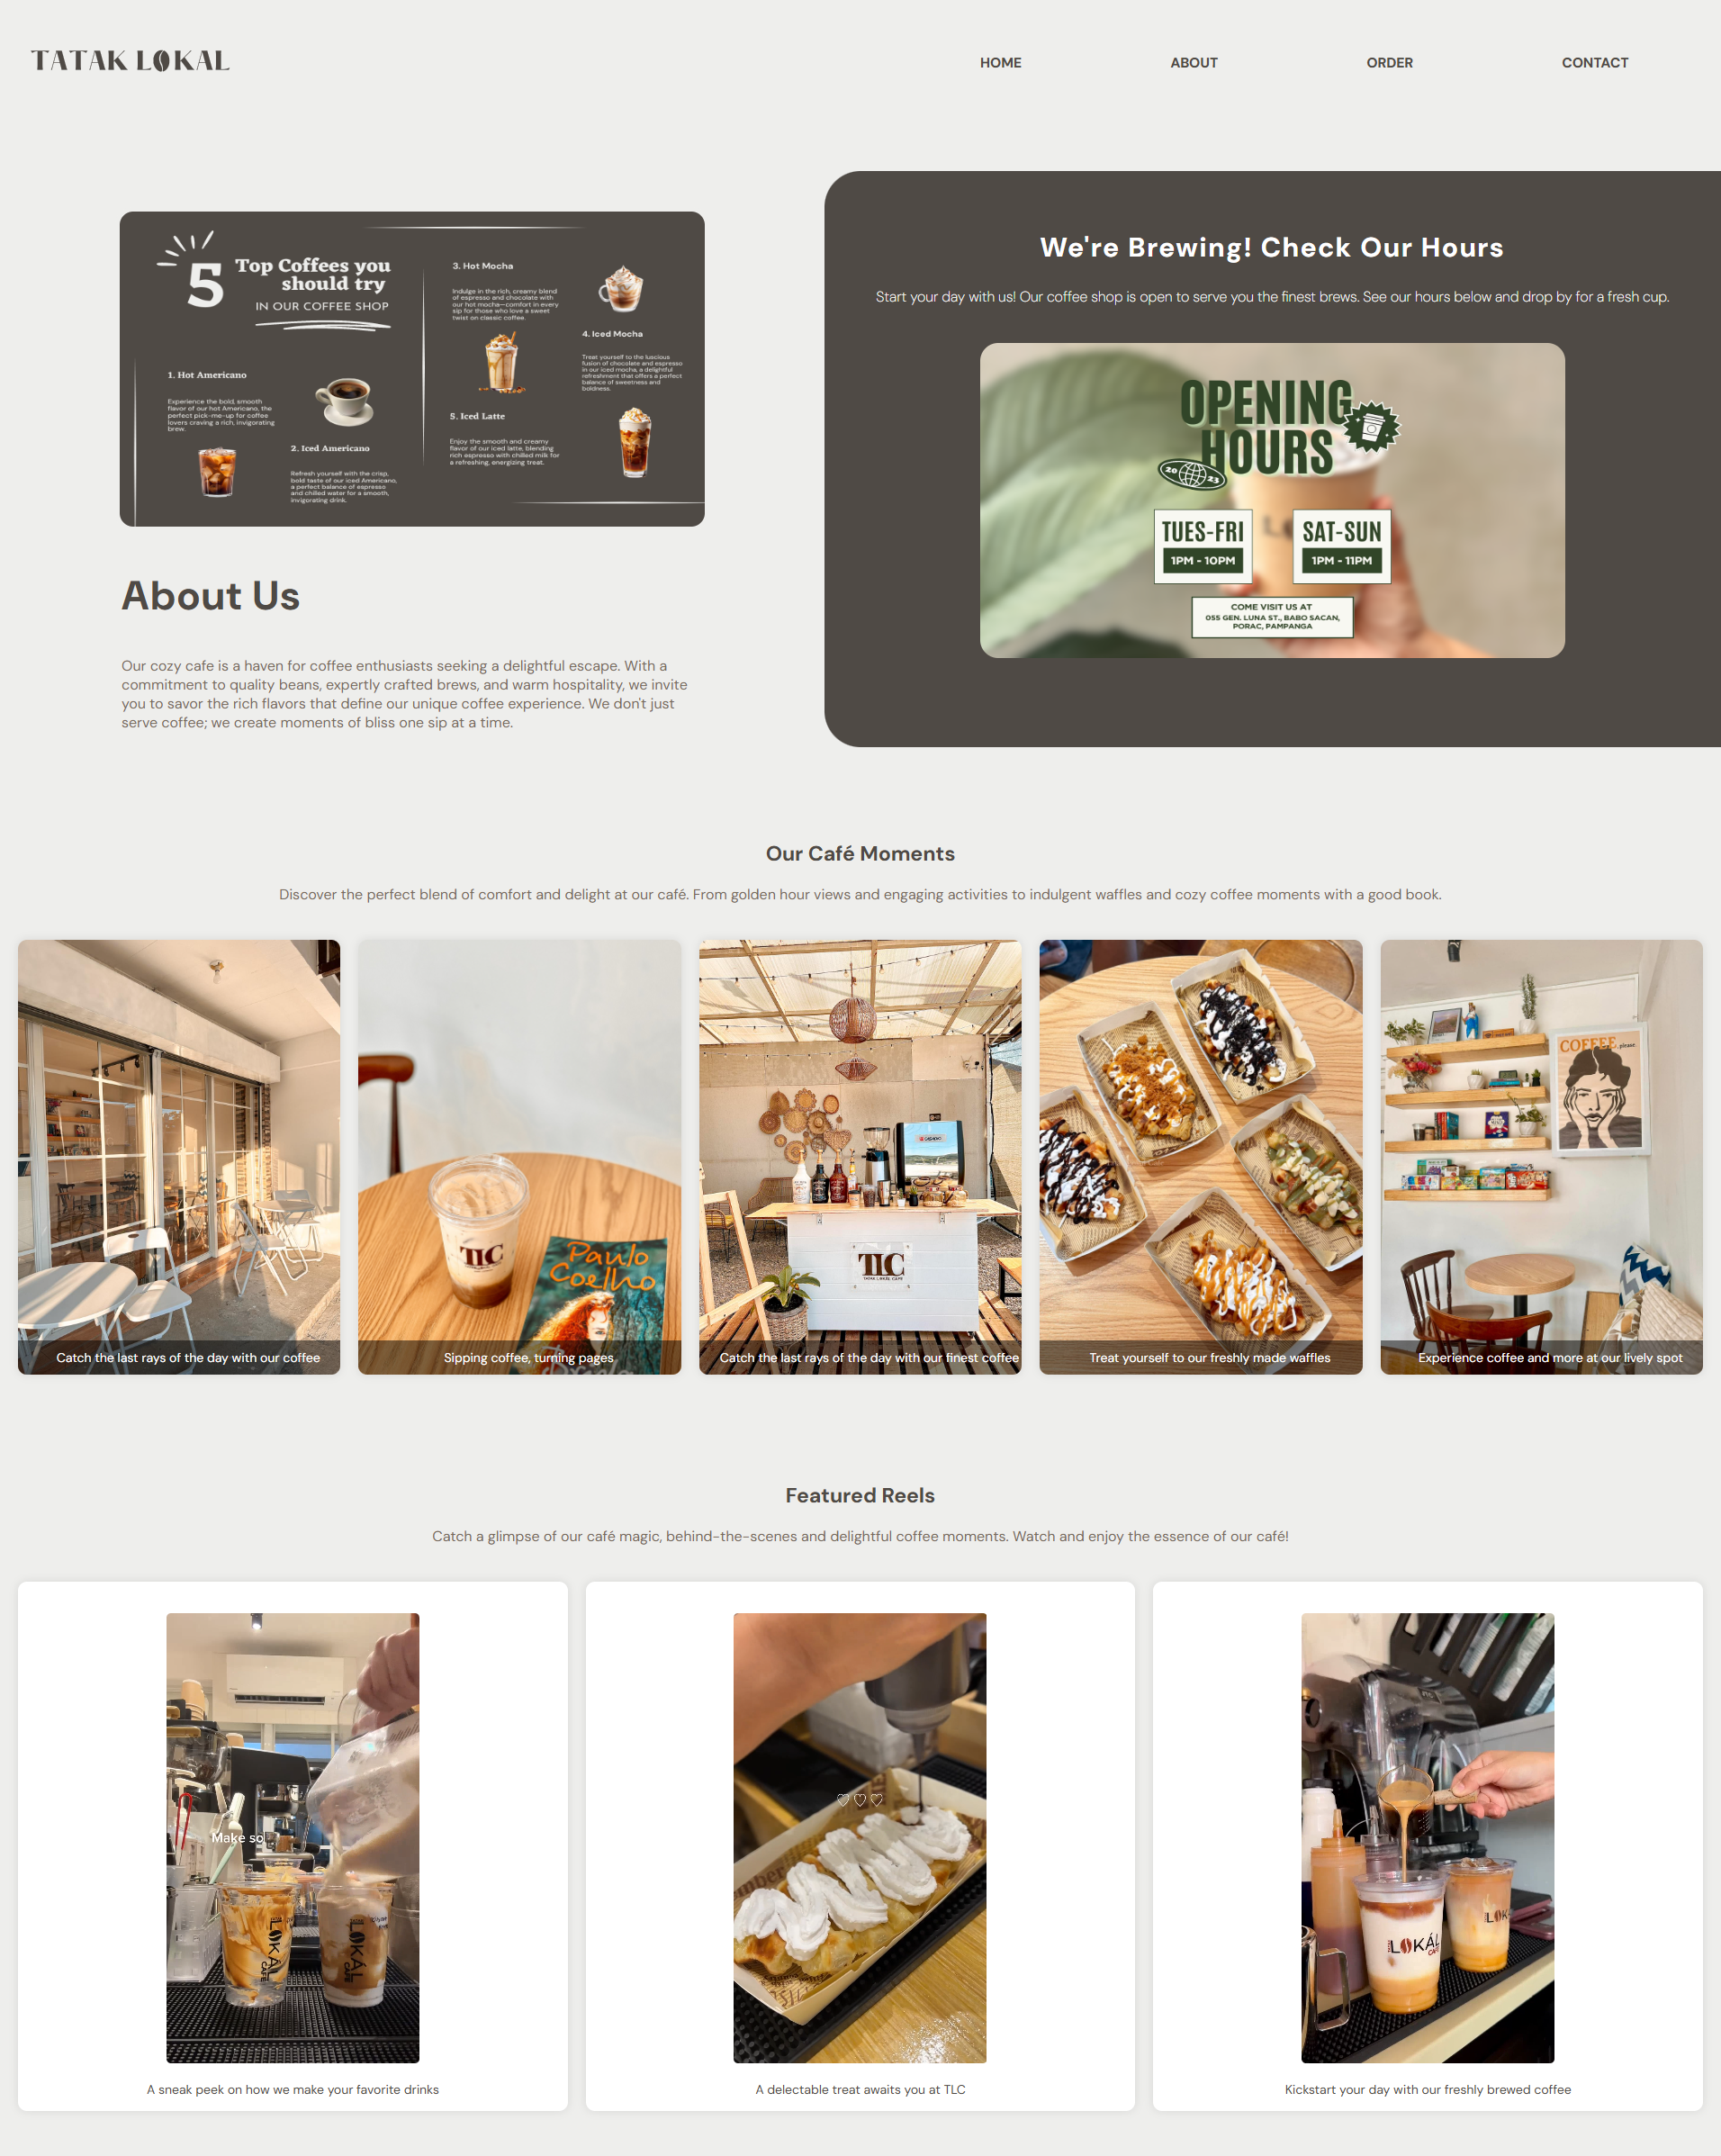 TATAK LOKAL
HOME
ABOUT
ORDER
CONTACT
5
Top Coffees you
should try
IN OUR COFFEE SHOP
1. Hot Americano
Experience the bold, smooth
flavor of our hot Americano, the
perfect pick-me-up for coffee
lovers craving a rich, invigorating
brew.
2. Iced Americano
Refresh yourself with the crisp,
bold taste of our iced Americano,
a perfect balance of espresso
and chilled water for a smooth,
invigorating drink.
3. Hot Mocha
Indulge in the rich, creamy blend
of espresso and chocolate with
our hot mocha—comfort in every
sip for those who love a sweet
twist on classic coffee.
4. Iced Mocha
Treat yourself to the luscious
fusion of chocolate and espresso
in our iced mocha, a delightful
refreshment that offers a perfect
balance of sweetness and
boldness.
5. Iced Latte
Enjoy the smooth and creamy
flavor of our iced latte, blending
rich espresso with chilled milk for
a refreshing, energizing treat.
About Us
Our cozy cafe is a haven for coffee enthusiasts seeking a delightful escape. With a
commitment to quality beans, expertly crafted brews, and warm hospitality, we invite
you to savor the rich flavors that define our unique coffee experience. We don't just
serve coffee; we create moments of bliss one sip at a time.
We're Brewing! Check Our Hours
Start your day with us! Our coffee shop is open to serve you the finest brews. See our hours below and drop by for a fresh cup.
OPENING
HOURS
20 23
TUES-FRI
1PM - 10PM
SAT-SUN
1PM - 11PM
COME VISIT US AT
055 GEN. LUNA ST., BABO SACAN,
PORAC, PAMPANGA
Our Café Moments
Discover the perfect blend of comfort and delight at our café. From golden hour views and engaging activities to indulgent waffles and cozy coffee moments with a good book.
Catch the last rays of the day with our coffee
TLC
Paulo
Coelho
Sipping coffee, turning pages
TLC
TATAK LOKAL CAFE
Catch the last rays of the day with our finest coffee
Treat yourself to our freshly made waffles
COFFEE, please.
Experience coffee and more at our lively spot
Featured Reels
Catch a glimpse of our café magic, behind-the-scenes and delightful coffee moments. Watch and enjoy the essence of our café!
Make so
LOKÁL
CAFE
LOKÁL
CAFE
A sneak peek on how we make your favorite drinks
♡♡♡
A delectable treat awaits you at TLC
LOKÁL
CAFE
LOK
Kickstart your day with our freshly brewed coffee